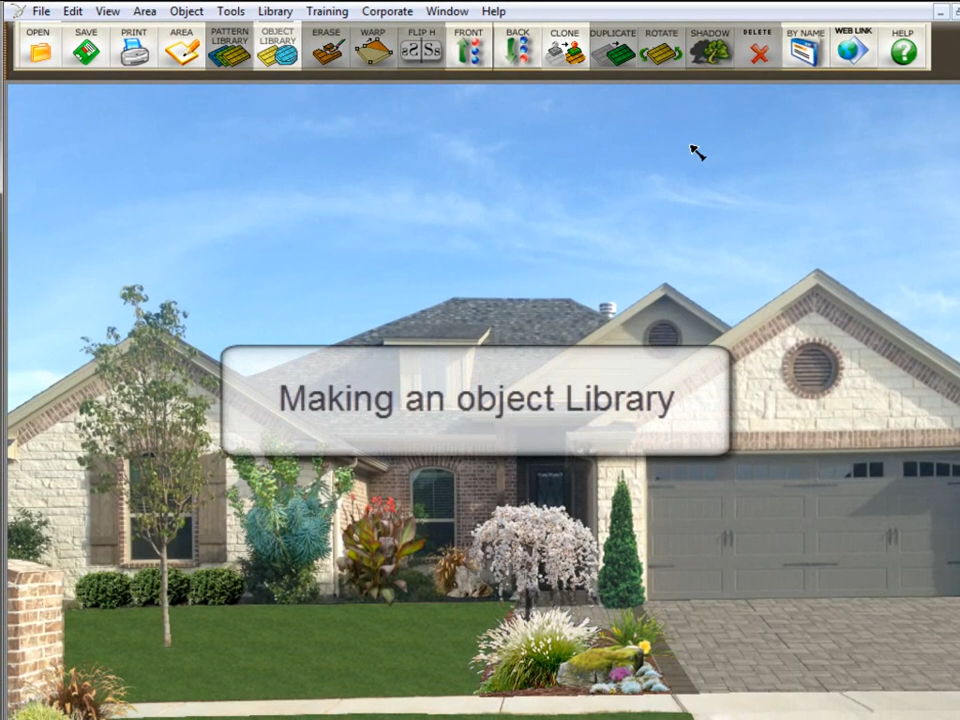 File Edit View Area Object Tools Library Training Corporate Window Help
OPEN SAVE PRINT AREA PATTERN LIBRARY OBJECT LIBRARY ERASE WARP FLIP H FRONT BACK CLONE DUPLICATE ROTATE SHADOW DELETE BY NAME WEB LINK HELP
Making an object Library